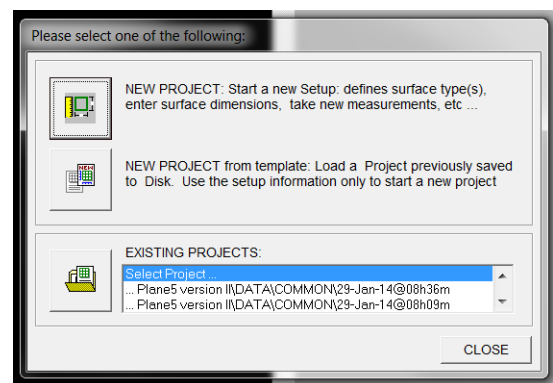 Please select one of the following:
NEW PROJECT: Start a new Setup: defines surface type(s),
enter surface dimensions, take new measurements, etc ...
NEW
NEW PROJECT from template: Load a Project previously saved
to Disk. Use the setup information only to start a new project
EXISTING PROJECTS:
Select Project ...
... Plane5 version II\DATA\COMMON\29-Jan-14@08h36m
... Plane5 version II\DATA\COMMON\29-Jan-14@08h09m
CLOSE